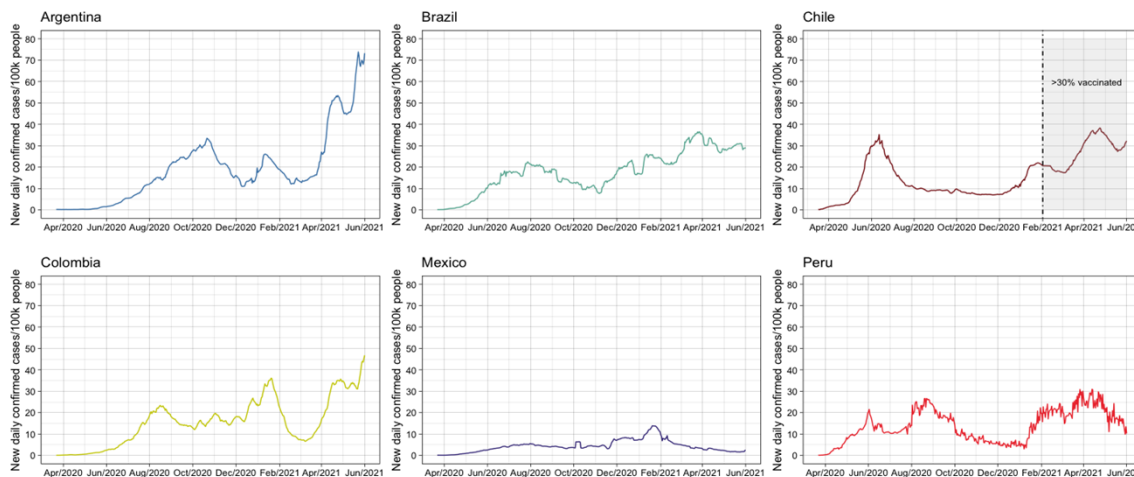 Argentina
New daily confirmed cases/100k people
80
70
60
50
40
30
20
10
0
Apr/2020 Jun/2020 Aug/2020 Oct/2020 Dec/2020 Feb/2021 Apr/2021 Jun/2021
Brazil
New daily confirmed cases/100k people
80
70
60
50
40
30
20
10
0
Apr/2020 Jun/2020 Aug/2020 Oct/2020 Dec/2020 Feb/2021 Apr/2021 Jun/2021
Chile
New daily confirmed cases/100k people
80
70
60
50
40
30
20
10
0
>30% vaccinated
Apr/2020 Jun/2020 Aug/2020 Oct/2020 Dec/2020 Feb/2021 Apr/2021 Jun/2021
Colombia
New daily confirmed cases/100k people
80
70
60
50
40
30
20
10
0
Apr/2020 Jun/2020 Aug/2020 Oct/2020 Dec/2020 Feb/2021 Apr/2021 Jun/2021
Mexico
New daily confirmed cases/100k people
80
70
60
50
40
30
20
10
0
Apr/2020 Jun/2020 Aug/2020 Oct/2020 Dec/2020 Feb/2021 Apr/2021 Jun/2021
Peru
New daily confirmed cases/100k people
80
70
60
50
40
30
20
10
0
Apr/2020 Jun/2020 Aug/2020 Oct/2020 Dec/2020 Feb/2021 Apr/2021 Jun/2021